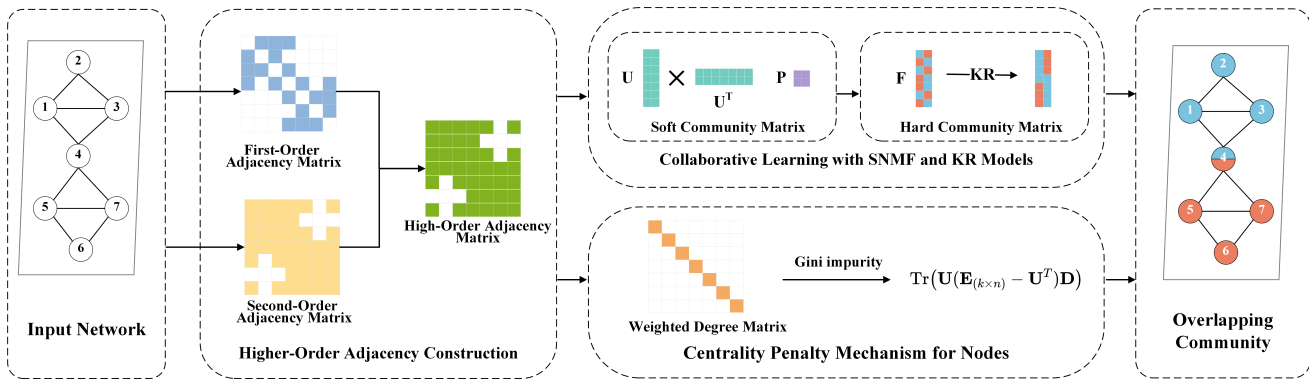 2
1
3
4
5
7
6
Input Network
First-Order
Adjacency Matrix
Second-Order
Adjacency Matrix
High-Order Adjacency
Matrix
Higher-Order Adjacency Construction
U
×
U^T
P
Soft Community Matrix
F
KR
Hard Community Matrix
Collaborative Learning with SNMF and KR Models
Weighted Degree Matrix
Gini impurity
Tr(U(E_(k×n) − U^T)D)
Centrality Penalty Mechanism for Nodes
2
1
3
4
5
7
6
Overlapping
Community